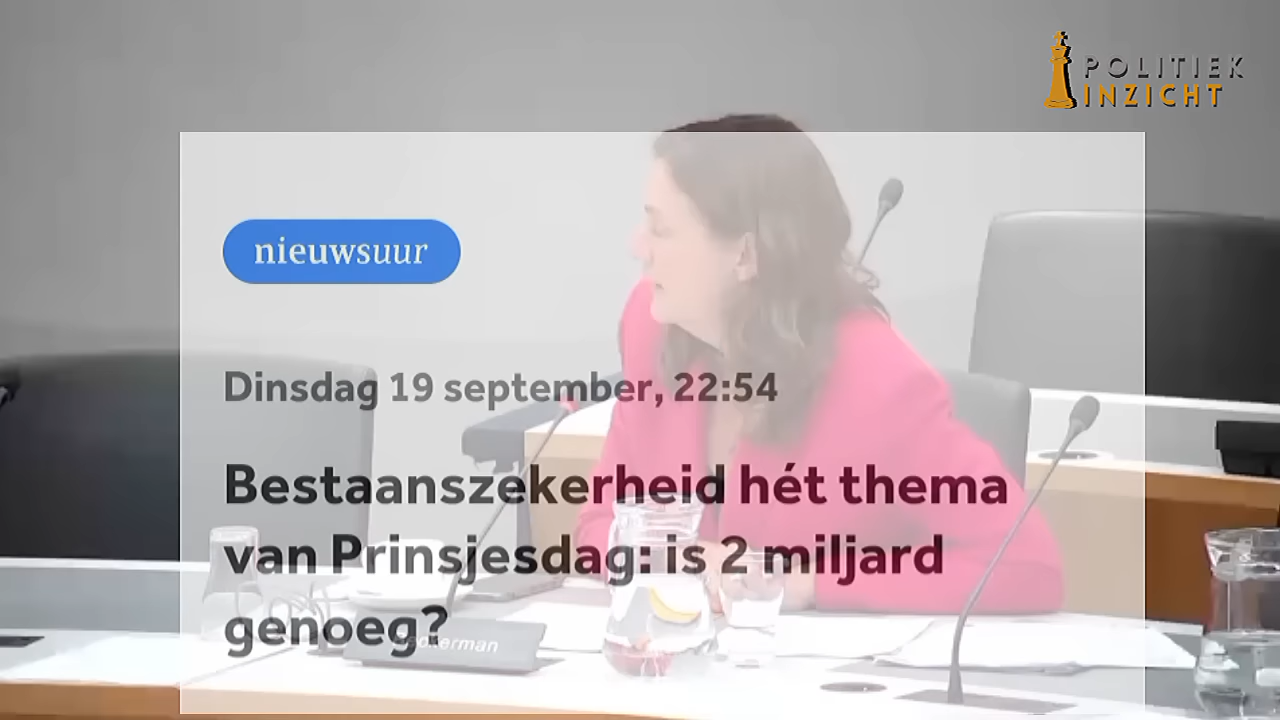 POLITIEK
INZICHT
nieuwsuur
Dinsdag 19 september, 22:54
Bestaanszekerheid hét thema
van Prinsjesdag: is 2 miljard
genoeg?